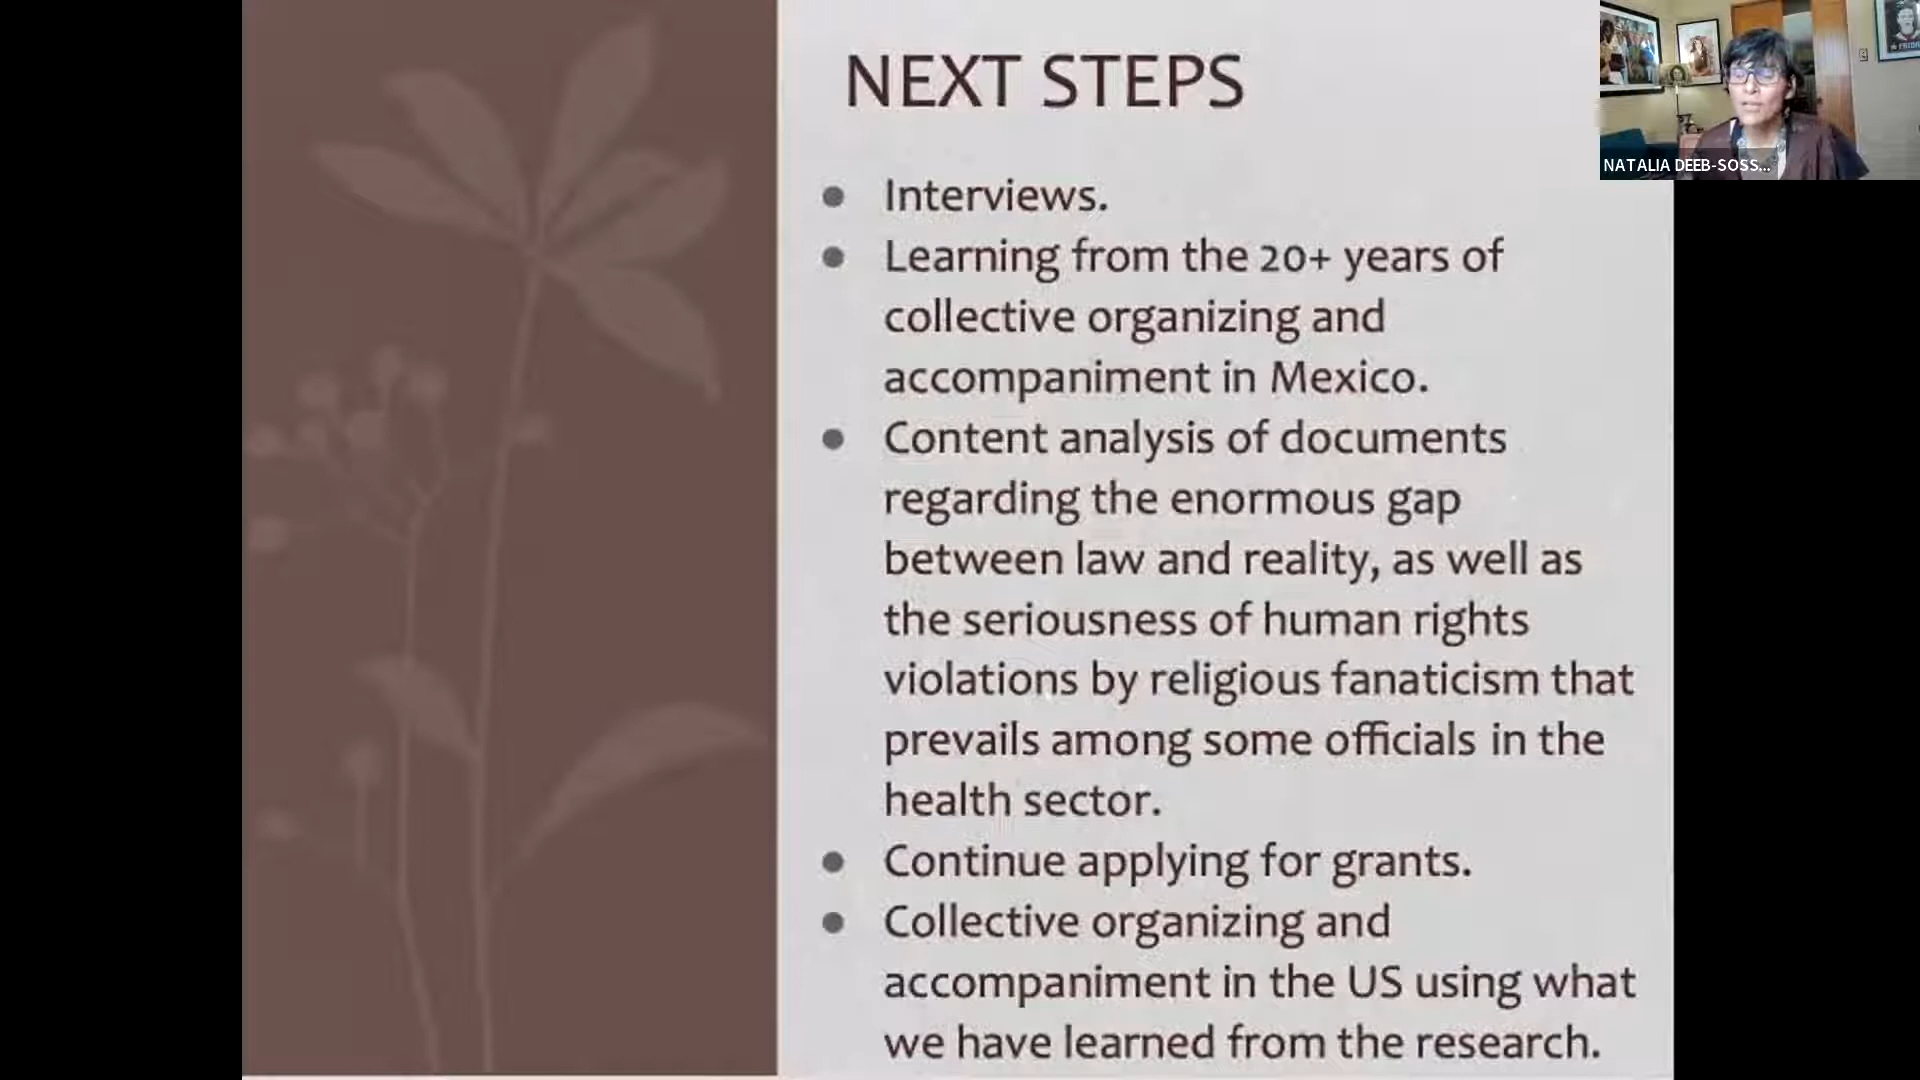 NEXT STEPS
NATALIA DEEB-SOSS...
• Interviews.
• Learning from the 20+ years of
collective organizing and
accompaniment in Mexico.
• Content analysis of documents
regarding the enormous gap
between law and reality, as well as
the seriousness of human rights
violations by religious fanaticism that
prevails among some officials in the
health sector.
• Continue applying for grants.
• Collective organizing and
accompaniment in the US using what
we have learned from the research.